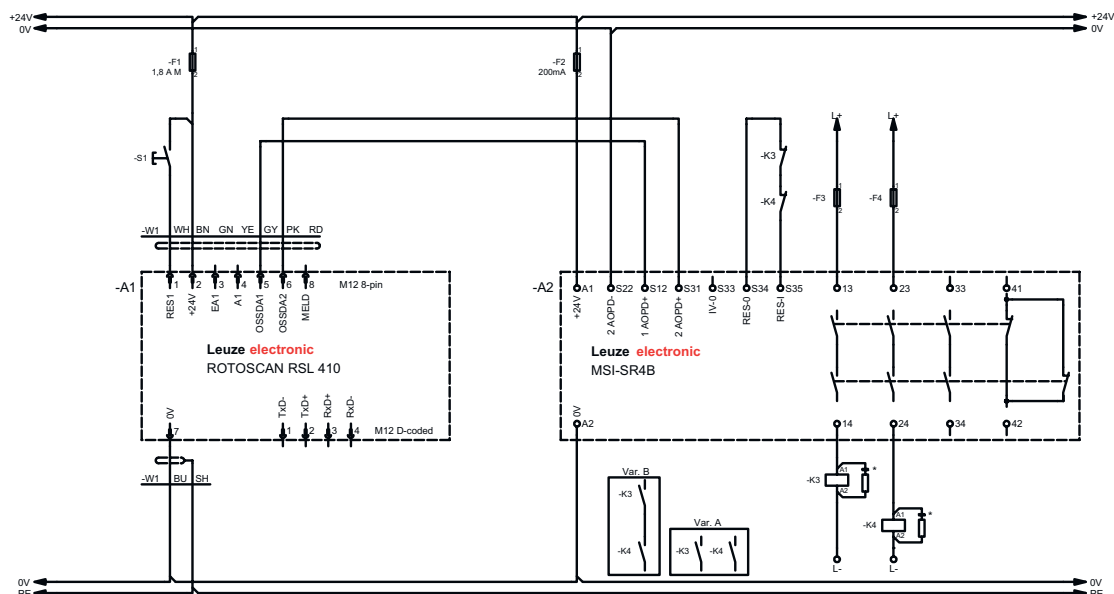 +24V
+24V
0V
0V
-F1
1,8 A M
1
2
-F2
200mA
1
2
L+
L+
-S1
-K3
-K4
-F3
1
2
-F4
1
2
-W1 WH BN GN YE GY PK RD
-A1
1 2 3 4 5 6 8 M12 8-pin
RES1
+24V
EA1
A1
OSSDA1
OSSDA2
MELD
Leuze electronic
ROTOSCAN RSL 410
0V
TxD-
TxD+
RxD+
RxD-
7 1 2 3 4 M12 D-coded
-W1 BU SH
-A2
A1 S22 S12 S31 S33 S34 S35 13 23 33 41
+24V
2 AOPD-
1 AOPD+
2 AOPD+
IV-0
RES-0
RES-I
Leuze electronic
MSI-SR4B
0V
A2 14 24 34 42
Var. B
-K3
-K4
Var. A
-K3 -K4
-K3
A1
A2
*
-K4
A1
A2
*
L-
L-
0V
0V